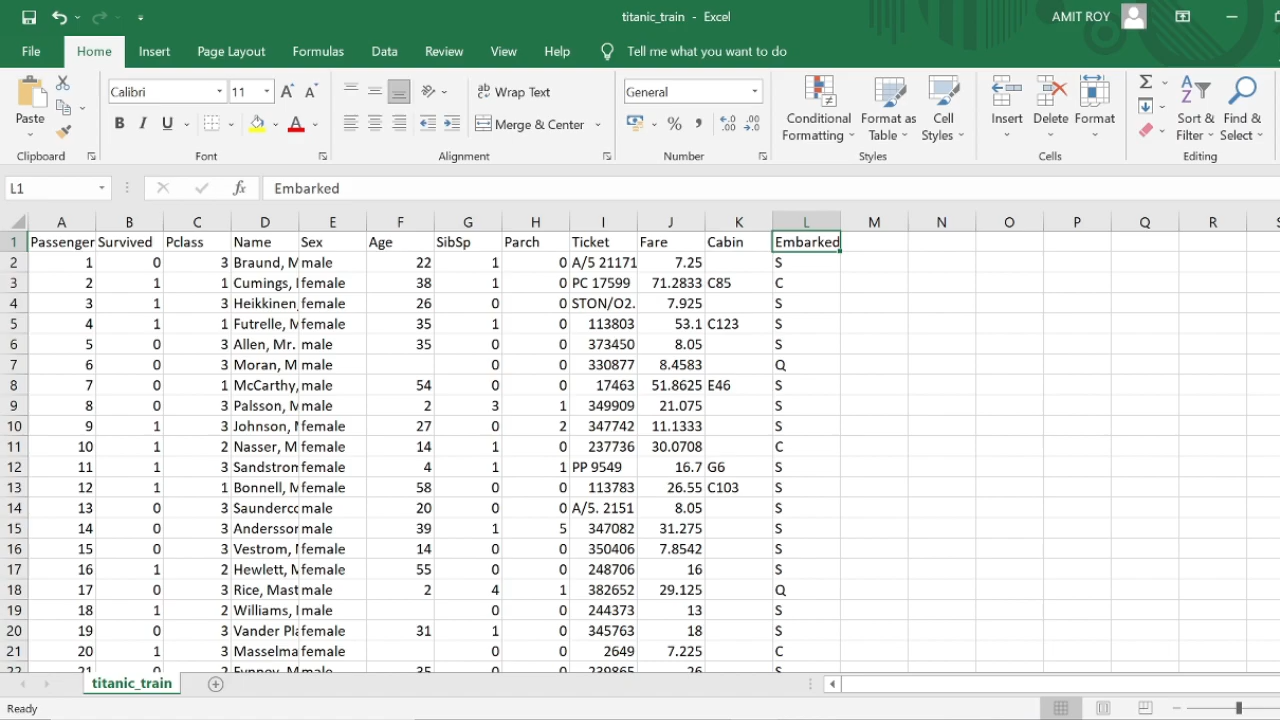 titanic_train - Excel
AMIT ROY
File Home Insert Page Layout Formulas Data Review View Help Tell me what you want to do
Calibri 11 Wrap Text General
Paste B I U Merge & Center % Conditional Formatting Format as Table Cell Styles Insert Delete Format Sort & Filter Find & Select
Clipboard Font Alignment Number Styles Cells Editing
L1 fx Embarked
A B C D E F G H I J K L M N O P Q R S
1 Passenger Survived Pclass Name Sex Age SibSp Parch Ticket Fare Cabin Embarked
2 1 0 3 Braund, M male 22 1 0 A/5 21171 7.25 S
3 2 1 1 Cumings, female 38 1 0 PC 17599 71.2833 C85 C
4 3 1 3 Heikkinen, female 26 0 0 STON/O2. 7.925 S
5 4 1 1 Futrelle, M female 35 1 0 113803 53.1 C123 S
6 5 0 3 Allen, Mr. male 35 0 0 373450 8.05 S
7 6 0 3 Moran, M male 0 0 330877 8.4583 Q
8 7 0 1 McCarthy, male 54 0 0 17463 51.8625 E46 S
9 8 0 3 Palsson, M male 2 3 1 349909 21.075 S
10 9 1 3 Johnson, female 27 0 2 347742 11.1333 S
11 10 1 2 Nasser, M female 14 1 0 237736 30.0708 C
12 11 1 3 Sandstrom female 4 1 1 PP 9549 16.7 G6 S
13 12 1 1 Bonnell, M female 58 0 0 113783 26.55 C103 S
14 13 0 3 Saunderco male 20 0 0 A/5. 2151 8.05 S
15 14 0 3 Andersson male 39 1 5 347082 31.275 S
16 15 0 3 Vestrom, female 14 0 0 350406 7.8542 S
17 16 1 2 Hewlett, M female 55 0 0 248706 16 S
18 17 0 3 Rice, Mast male 2 4 1 382652 29.125 Q
19 18 1 2 Williams, male 0 0 244373 13 S
20 19 0 3 Vander Pla female 31 1 0 345763 18 S
21 20 1 3 Masselma female 0 0 2649 7.225 C
22 21 0 2 Fynney, M male 35 0 0 239865 26 S
titanic_train
Ready